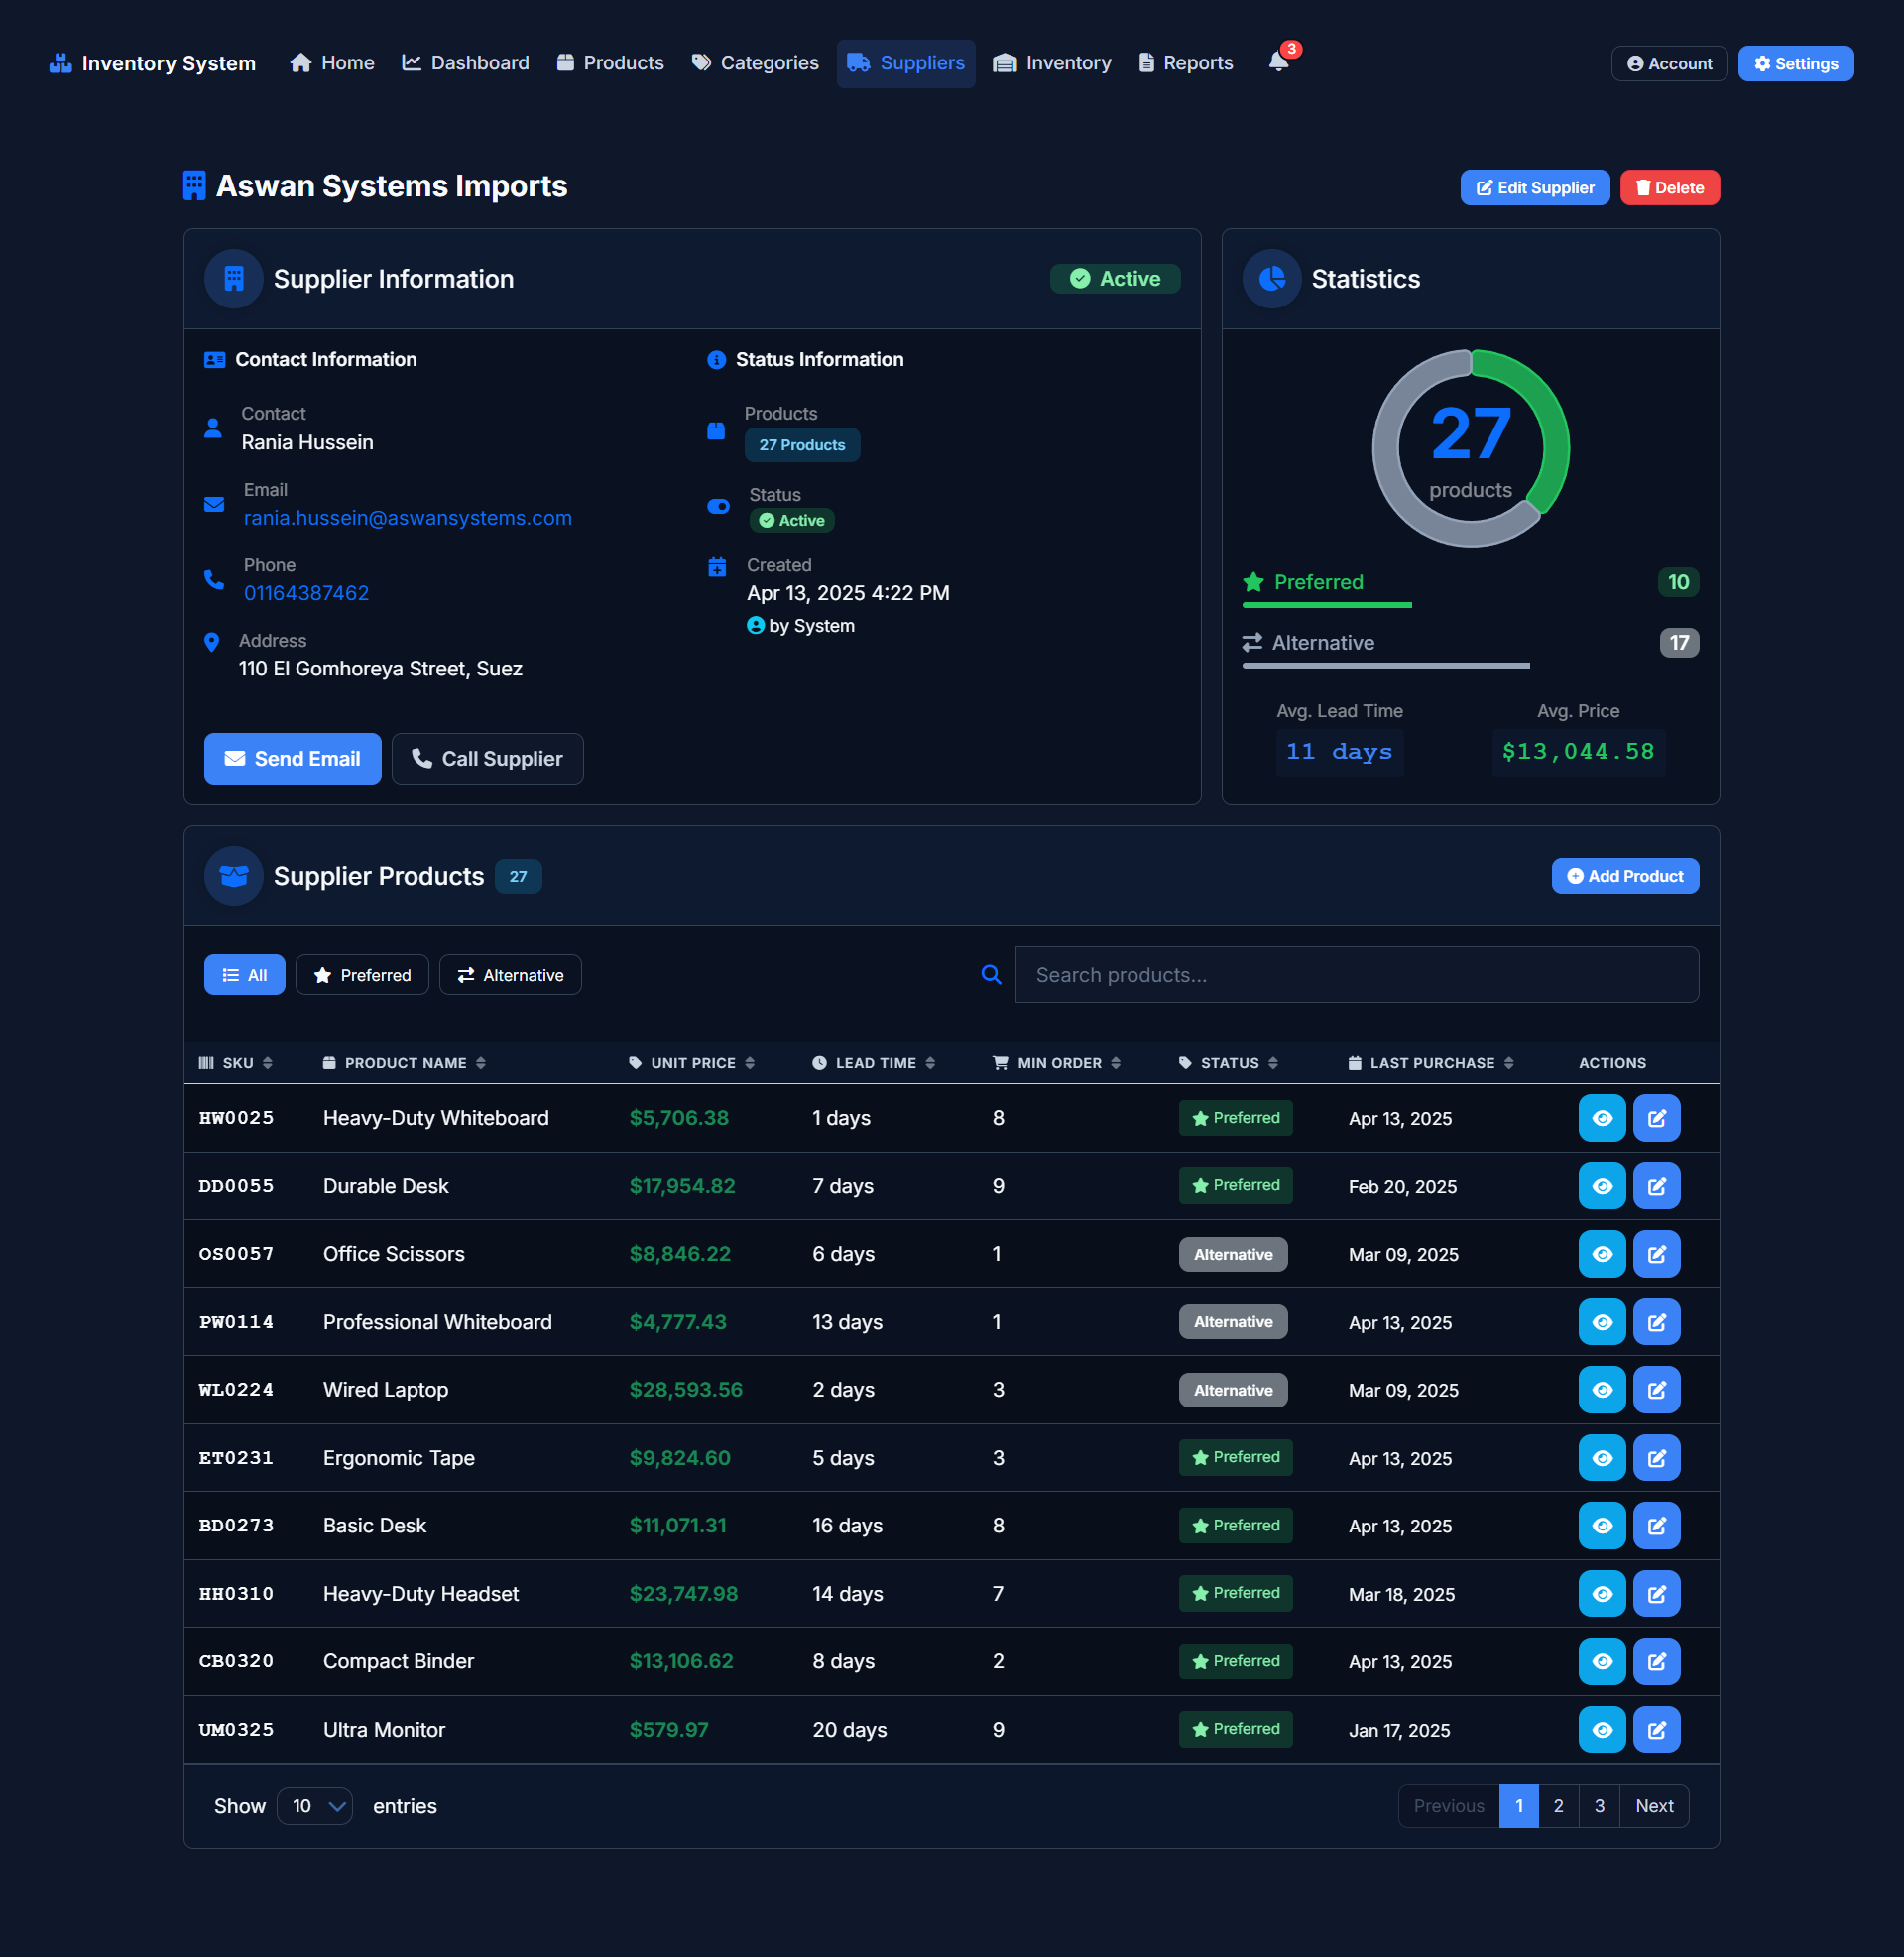 Inventory System Home Dashboard Products Categories Suppliers Inventory Reports 3 Account Settings
Aswan Systems Imports Edit Supplier Delete
Supplier Information Active
Contact Information
Contact
Rania Hussein
Email
rania.hussein@aswansystems.com
Phone
01164387462
Address
110 El Gomhoreya Street, Suez
Status Information
Products
27 Products
Status
Active
Created
Apr 13, 2025 4:22 PM
by System
Send Email Call Supplier
Statistics
27
products
Preferred 10
Alternative 17
Avg. Lead Time Avg. Price
11 days $13,044.58
Supplier Products 27 Add Product
All Preferred Alternative Search products...
SKU PRODUCT NAME UNIT PRICE LEAD TIME MIN ORDER STATUS LAST PURCHASE ACTIONS
HW0025 Heavy-Duty Whiteboard $5,706.38 1 days 8 Preferred Apr 13, 2025
DD0055 Durable Desk $17,954.82 7 days 9 Preferred Feb 20, 2025
OS0057 Office Scissors $8,846.22 6 days 1 Alternative Mar 09, 2025
PW0114 Professional Whiteboard $4,777.43 13 days 1 Alternative Apr 13, 2025
WL0224 Wired Laptop $28,593.56 2 days 3 Alternative Mar 09, 2025
ET0231 Ergonomic Tape $9,824.60 5 days 3 Preferred Apr 13, 2025
BD0273 Basic Desk $11,071.31 16 days 8 Preferred Apr 13, 2025
HH0310 Heavy-Duty Headset $23,747.98 14 days 7 Preferred Mar 18, 2025
CB0320 Compact Binder $13,106.62 8 days 2 Preferred Apr 13, 2025
UM0325 Ultra Monitor $579.97 20 days 9 Preferred Jan 17, 2025
Show 10 entries Previous 1 2 3 Next